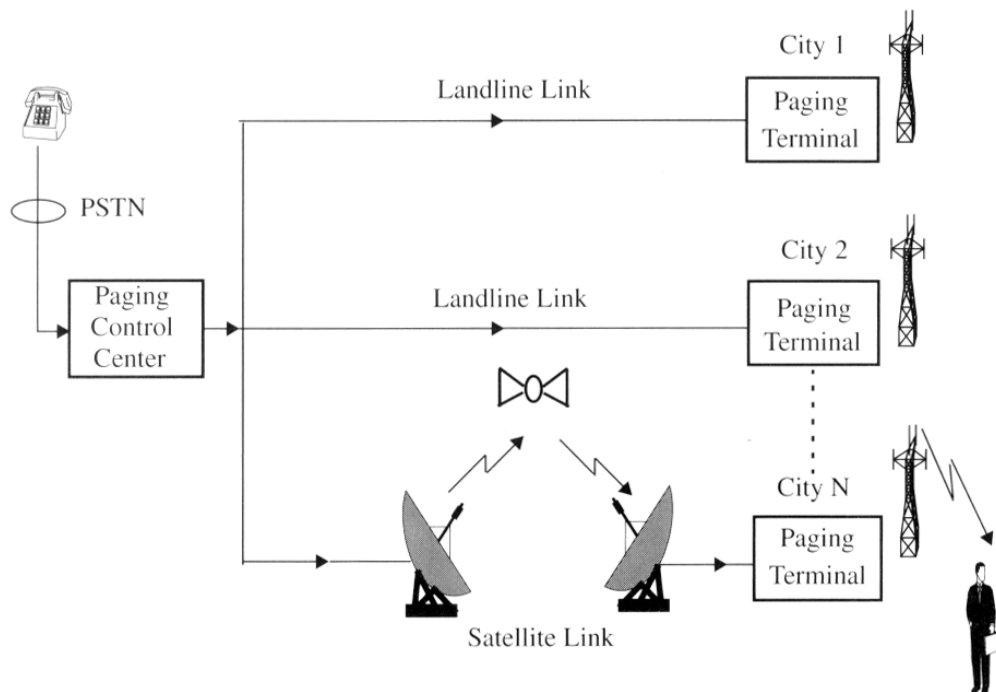 City 1
Landline Link
Paging
Terminal
PSTN
City 2
Landline Link
Paging
Control
Center
Paging
Terminal
City N
Paging
Terminal
Satellite Link